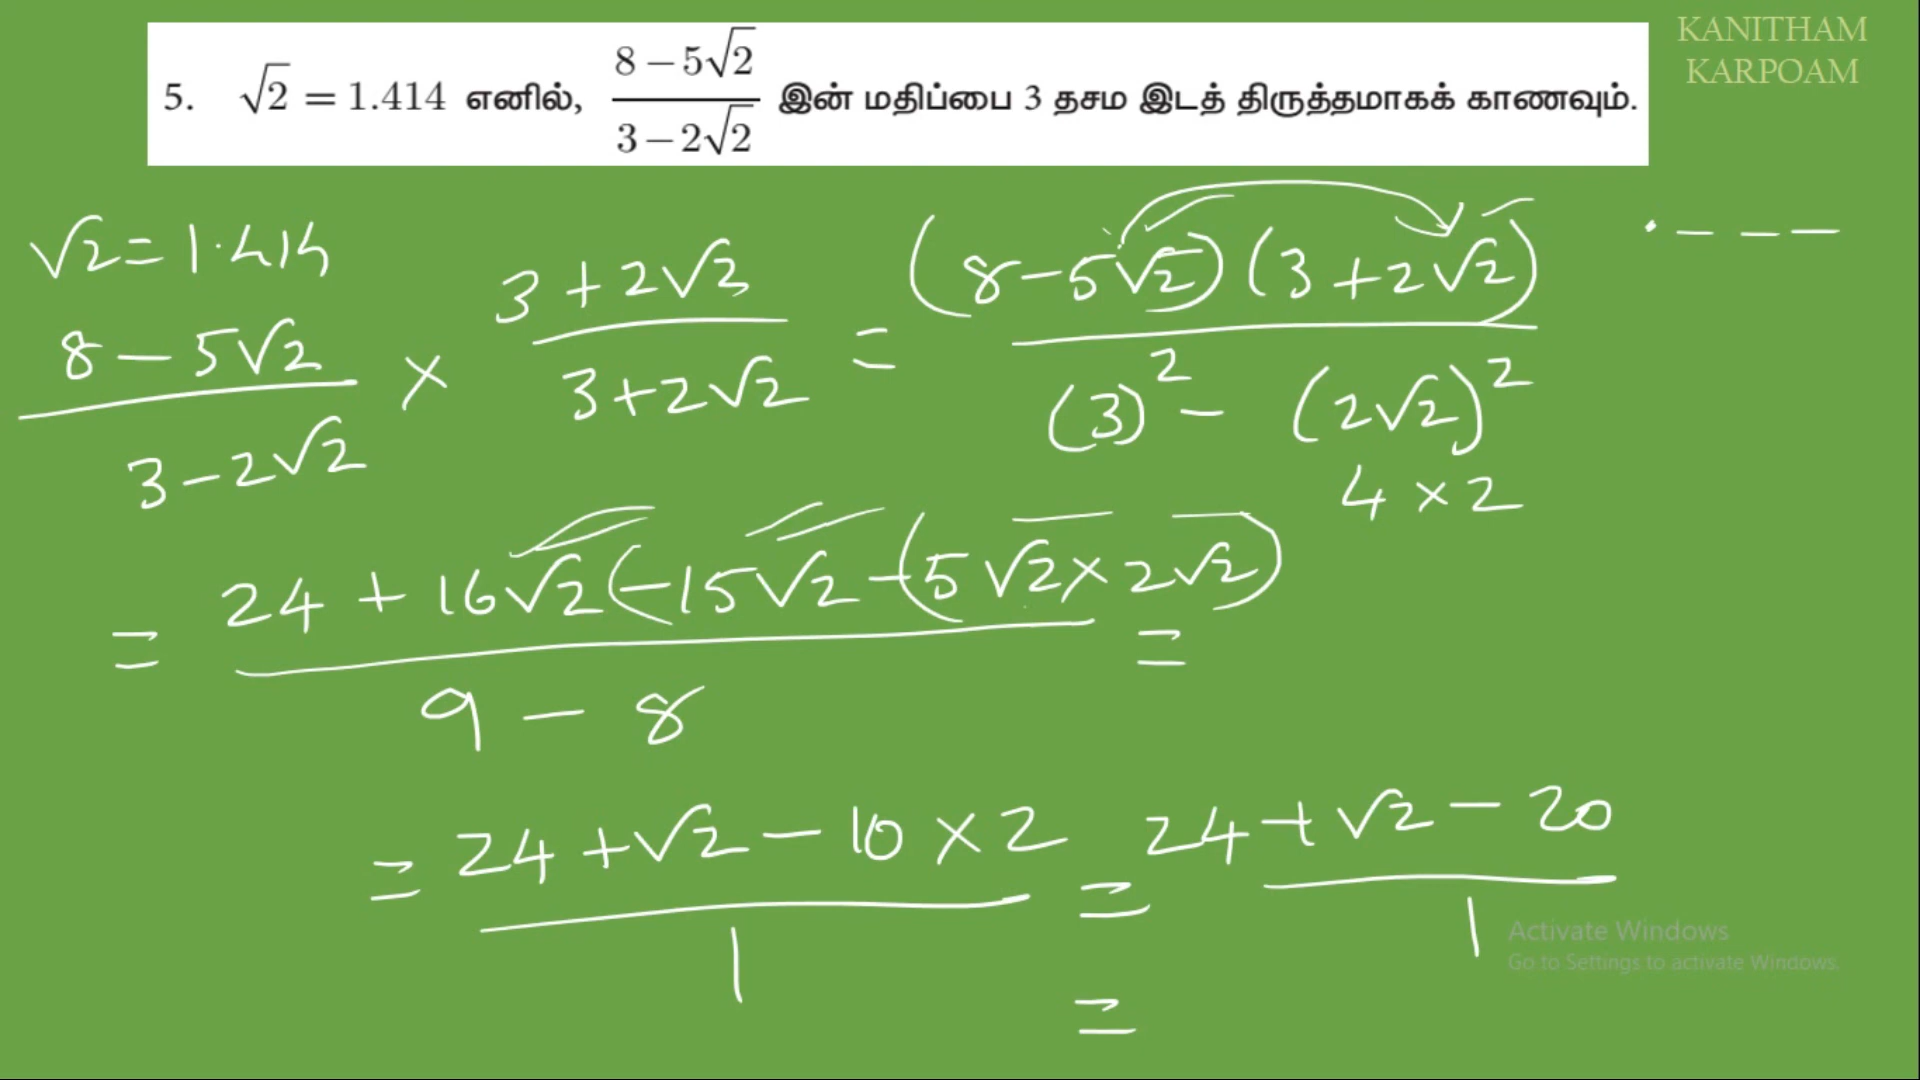 KANITHAM
KARPOAM
5. √2 = 1.414 எனில், (8 – 5√2)/(3 – 2√2) இன் மதிப்பை 3 தசம இடத் திருத்தமாகக் காணவும்.
√2 = 1.414
(8 – 5√2)/(3 – 2√2) × (3 + 2√2)/(3 + 2√2) = (8 – 5√2)(3 + 2√2)/((3)² – (2√2)²) . – – –
4 × 2
= (24 + 16√2 (– 15√2 – (5√2 × 2√2))/(9 – 8) =
= (24 + √2 – 10 × 2)/1 = (24 + √2 – 20)/1
=
Activate Windows
Go to Settings to activate Windows.